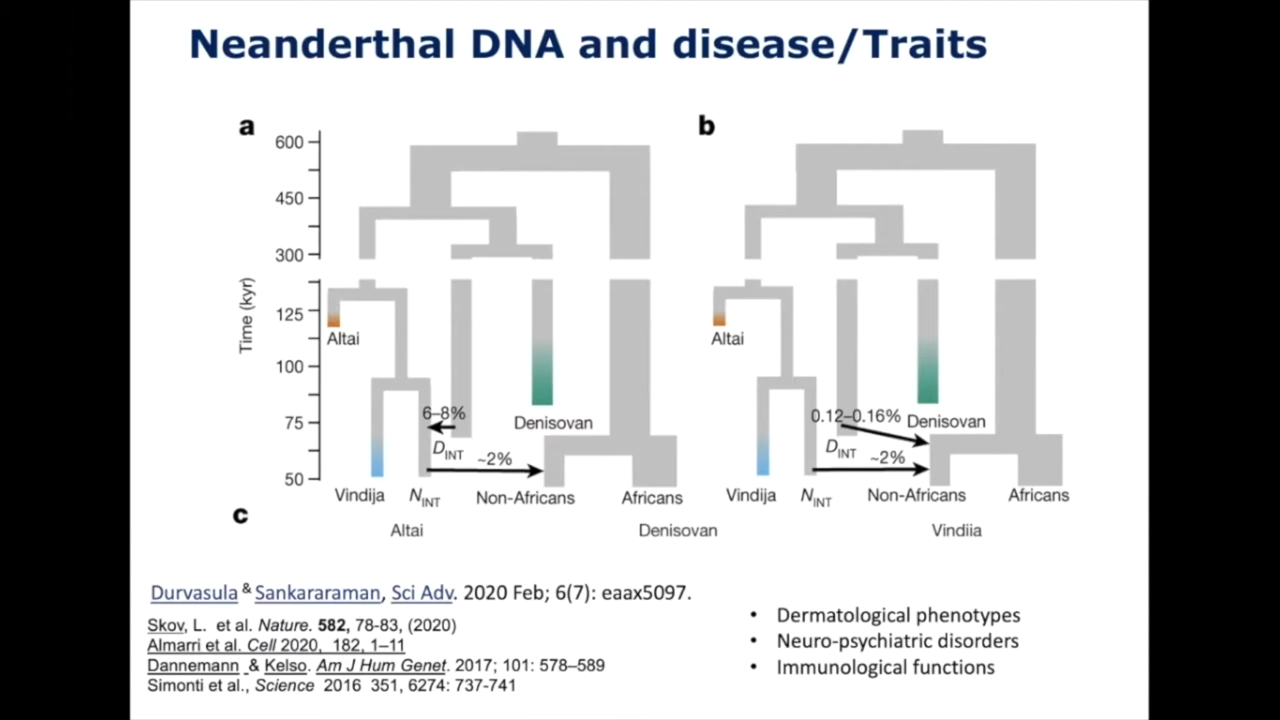 Neanderthal DNA and disease/Traits
a
600
450
300
125
100
75
50
Time (kyr)
Altai
6–8%
Denisovan
DINT
~2%
Vindija
NINT
Non-Africans
Africans
b
Altai
0.12–0.16%
Denisovan
DINT
~2%
Vindija
NINT
Non-Africans
Africans
c
Altai
Denisovan
Vindiia
Durvasula & Sankararaman, Sci Adv. 2020 Feb; 6(7): eaax5097.
Skov, L. et al. Nature. 582, 78-83, (2020)
Almarri et al. Cell 2020, 182, 1–11
Dannemann & Kelso. Am J Hum Genet. 2017; 101: 578–589
Simonti et al., Science 2016 351, 6274: 737-741
• Dermatological phenotypes
• Neuro-psychiatric disorders
• Immunological functions